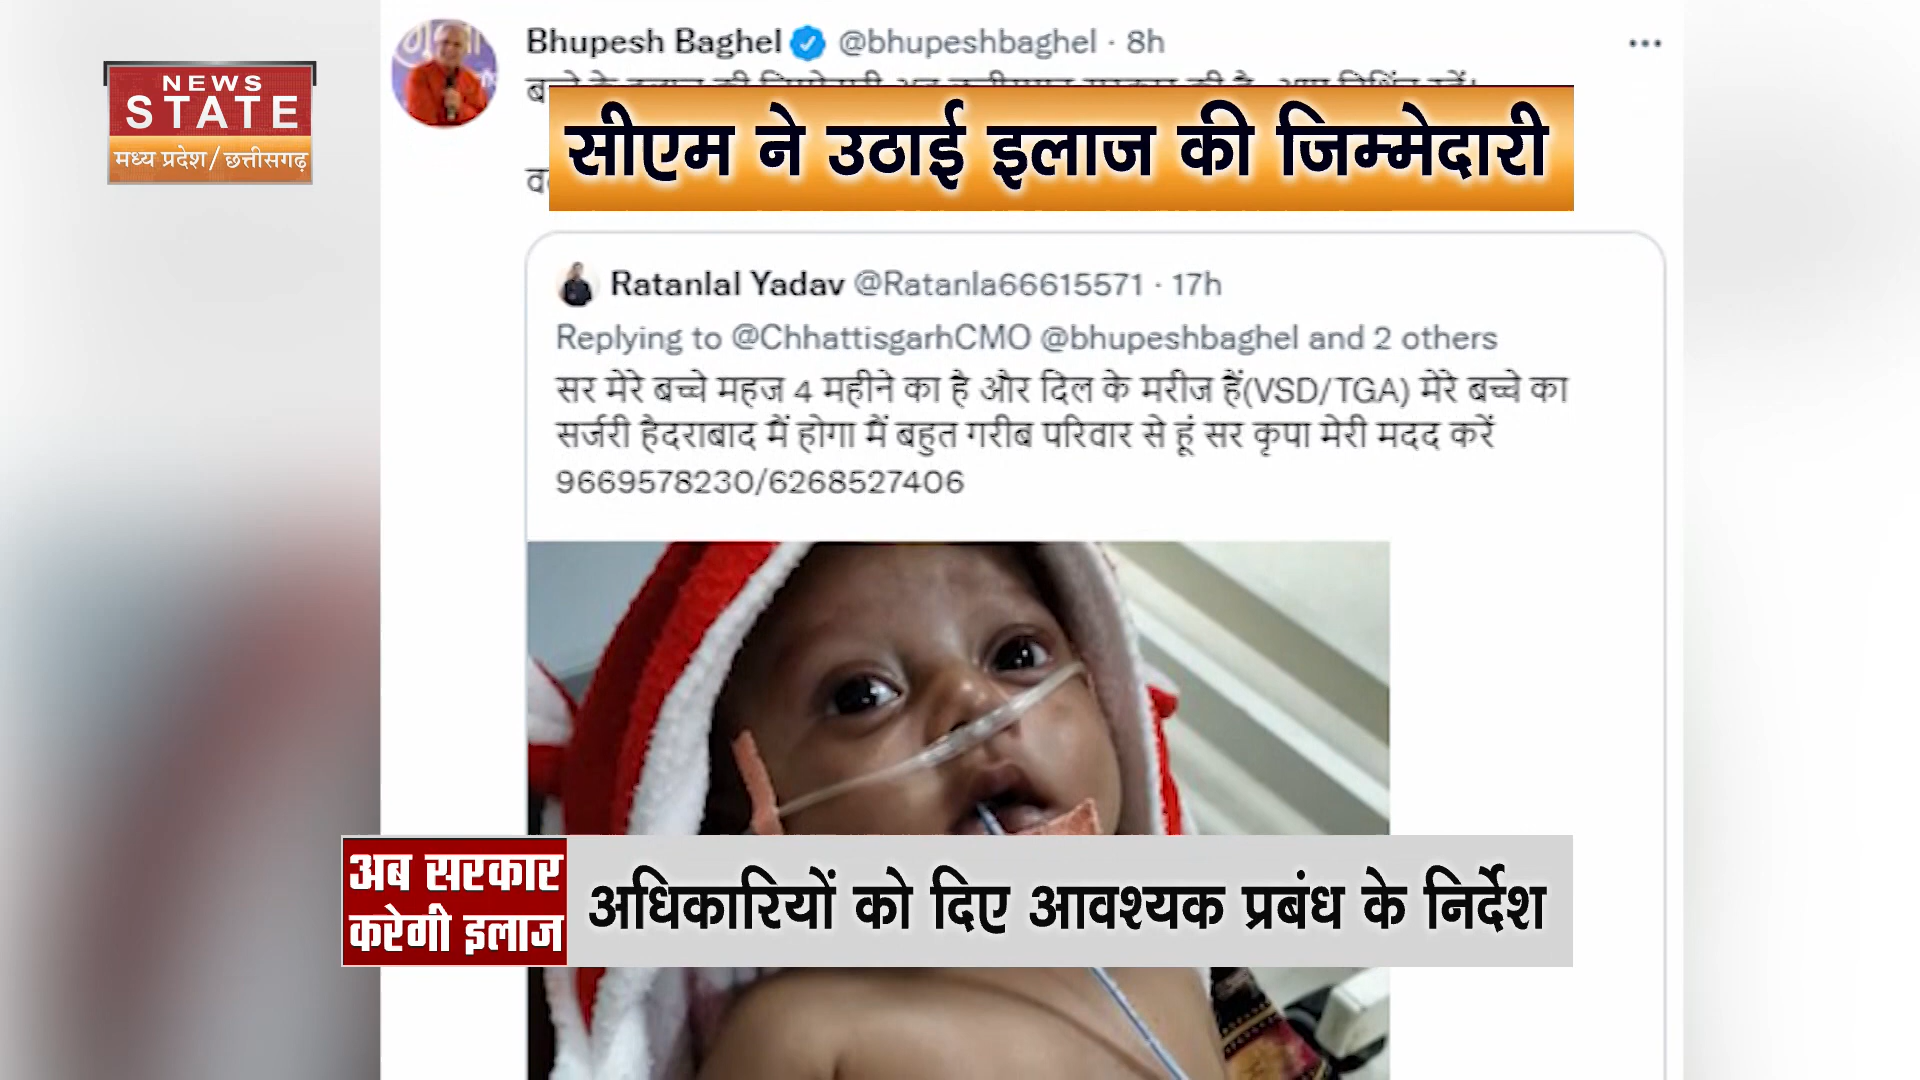 NEWS
STATE
मध्य प्रदेश/छत्तीसगढ़
Bhupesh Baghel @bhupeshbaghel · 8h
सीएम ने उठाई इलाज की जिम्मेदारी
Ratanlal Yadav @Ratanla66615571 · 17h
Replying to @ChhattisgarhCMO @bhupeshbaghel and 2 others
सर मेरे बच्चे महज 4 महीने का है और दिल के मरीज हैं(VSD/TGA) मेरे बच्चे का
सर्जरी हैदराबाद मैं होगा मैं बहुत गरीब परिवार से हूं सर कृपा मेरी मदद करें
9669578230/6268527406
अब सरकार
करेगी इलाज
अधिकारियों को दिए आवश्यक प्रबंध के निर्देश